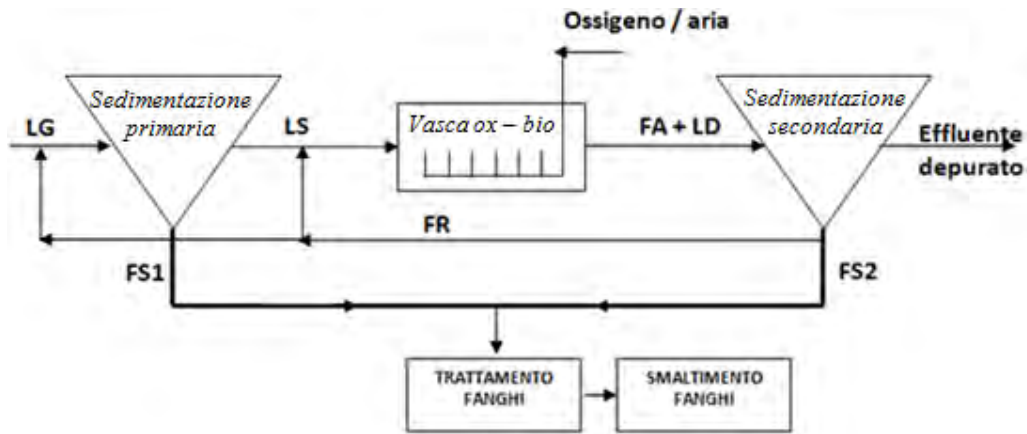 Ossigeno / aria
Sedimentazione
primaria
Sedimentazione
secondaria
LG
LS
Vasca ox – bio
FA + LD
Effluente
depurato
FR
FS1
FS2
TRATTAMENTO
FANGHI
SMALTIMENTO
FANGHI